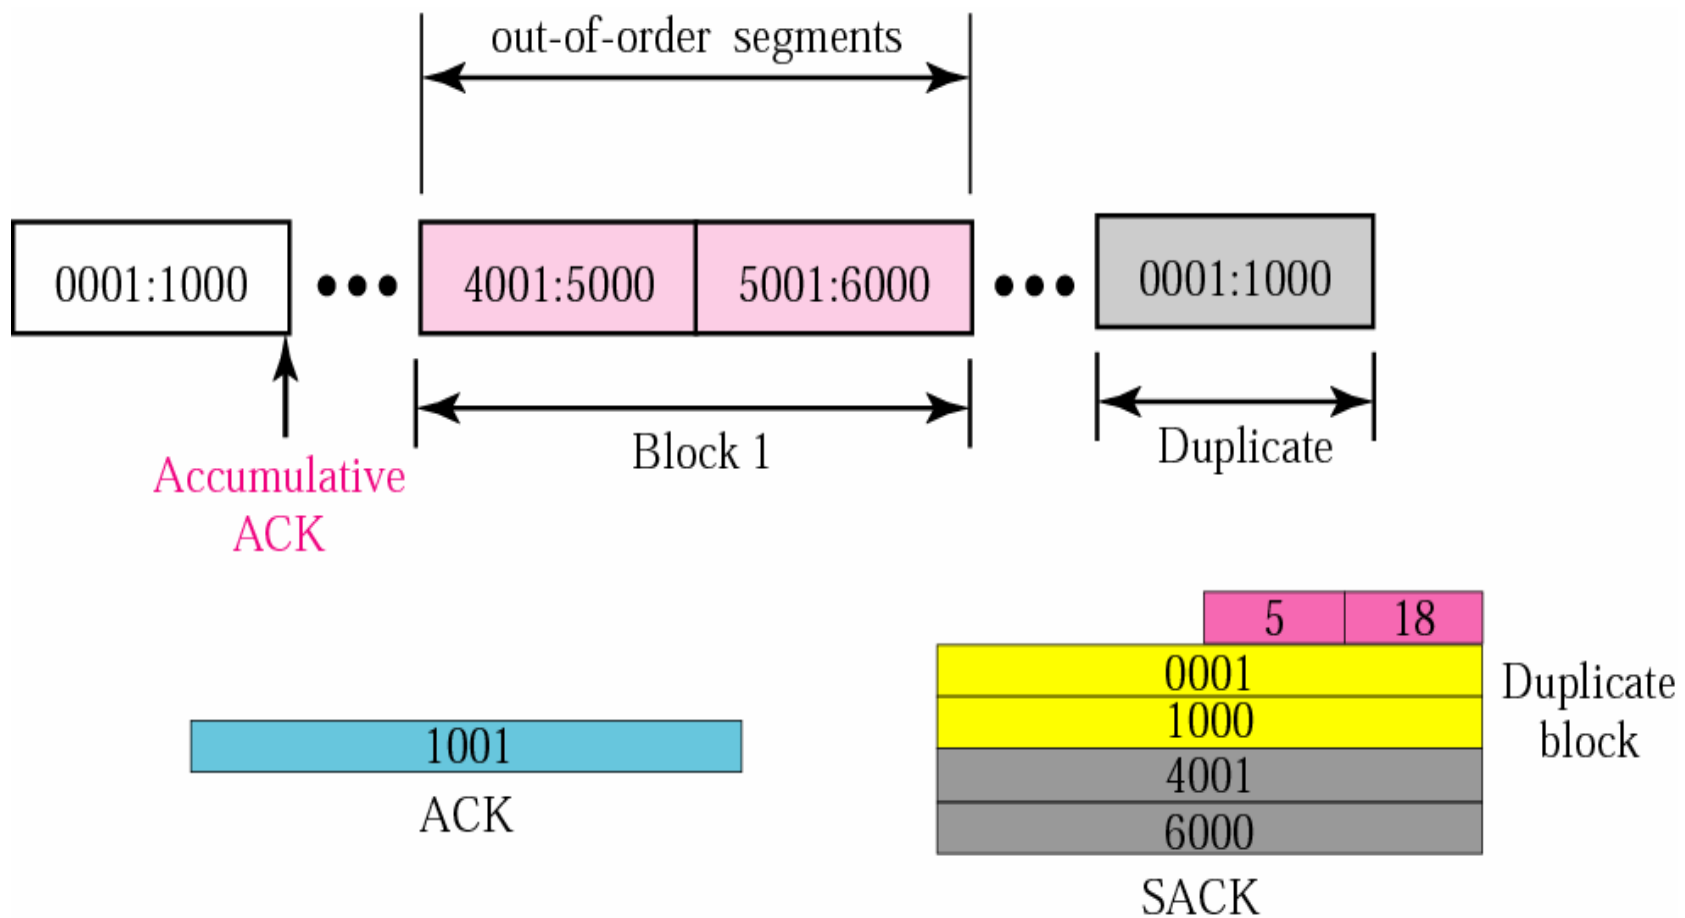 out-of-order segments
0001:1000
4001:5000
5001:6000
0001:1000
Block 1
Duplicate
Accumulative
ACK
5 18
0001
1000
4001
6000
Duplicate
block
SACK
1001
ACK